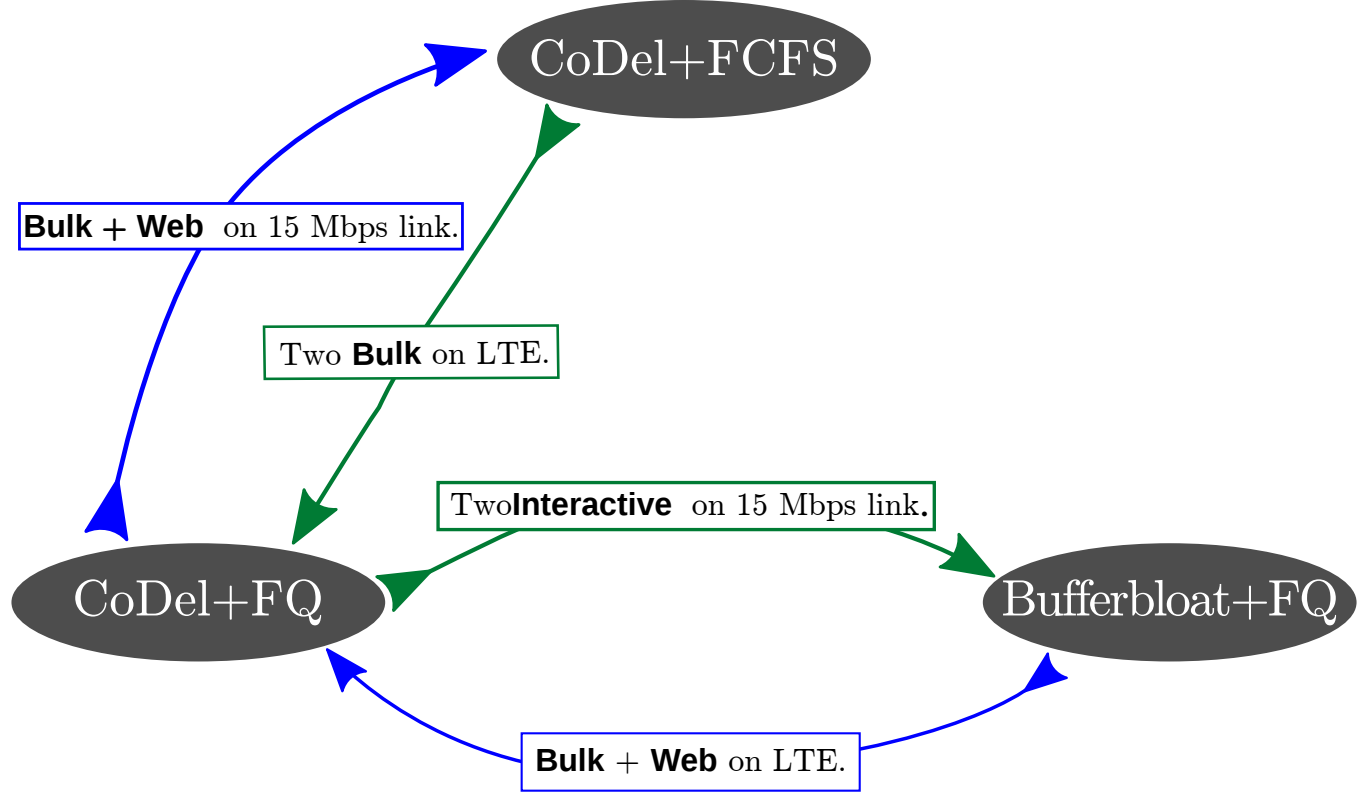 CoDel+FCFS
Bulk + Web on 15 Mbps link.
Two Bulk on LTE.
TwoInteractive on 15 Mbps link.
CoDel+FQ
Bufferbloat+FQ
Bulk + Web on LTE.